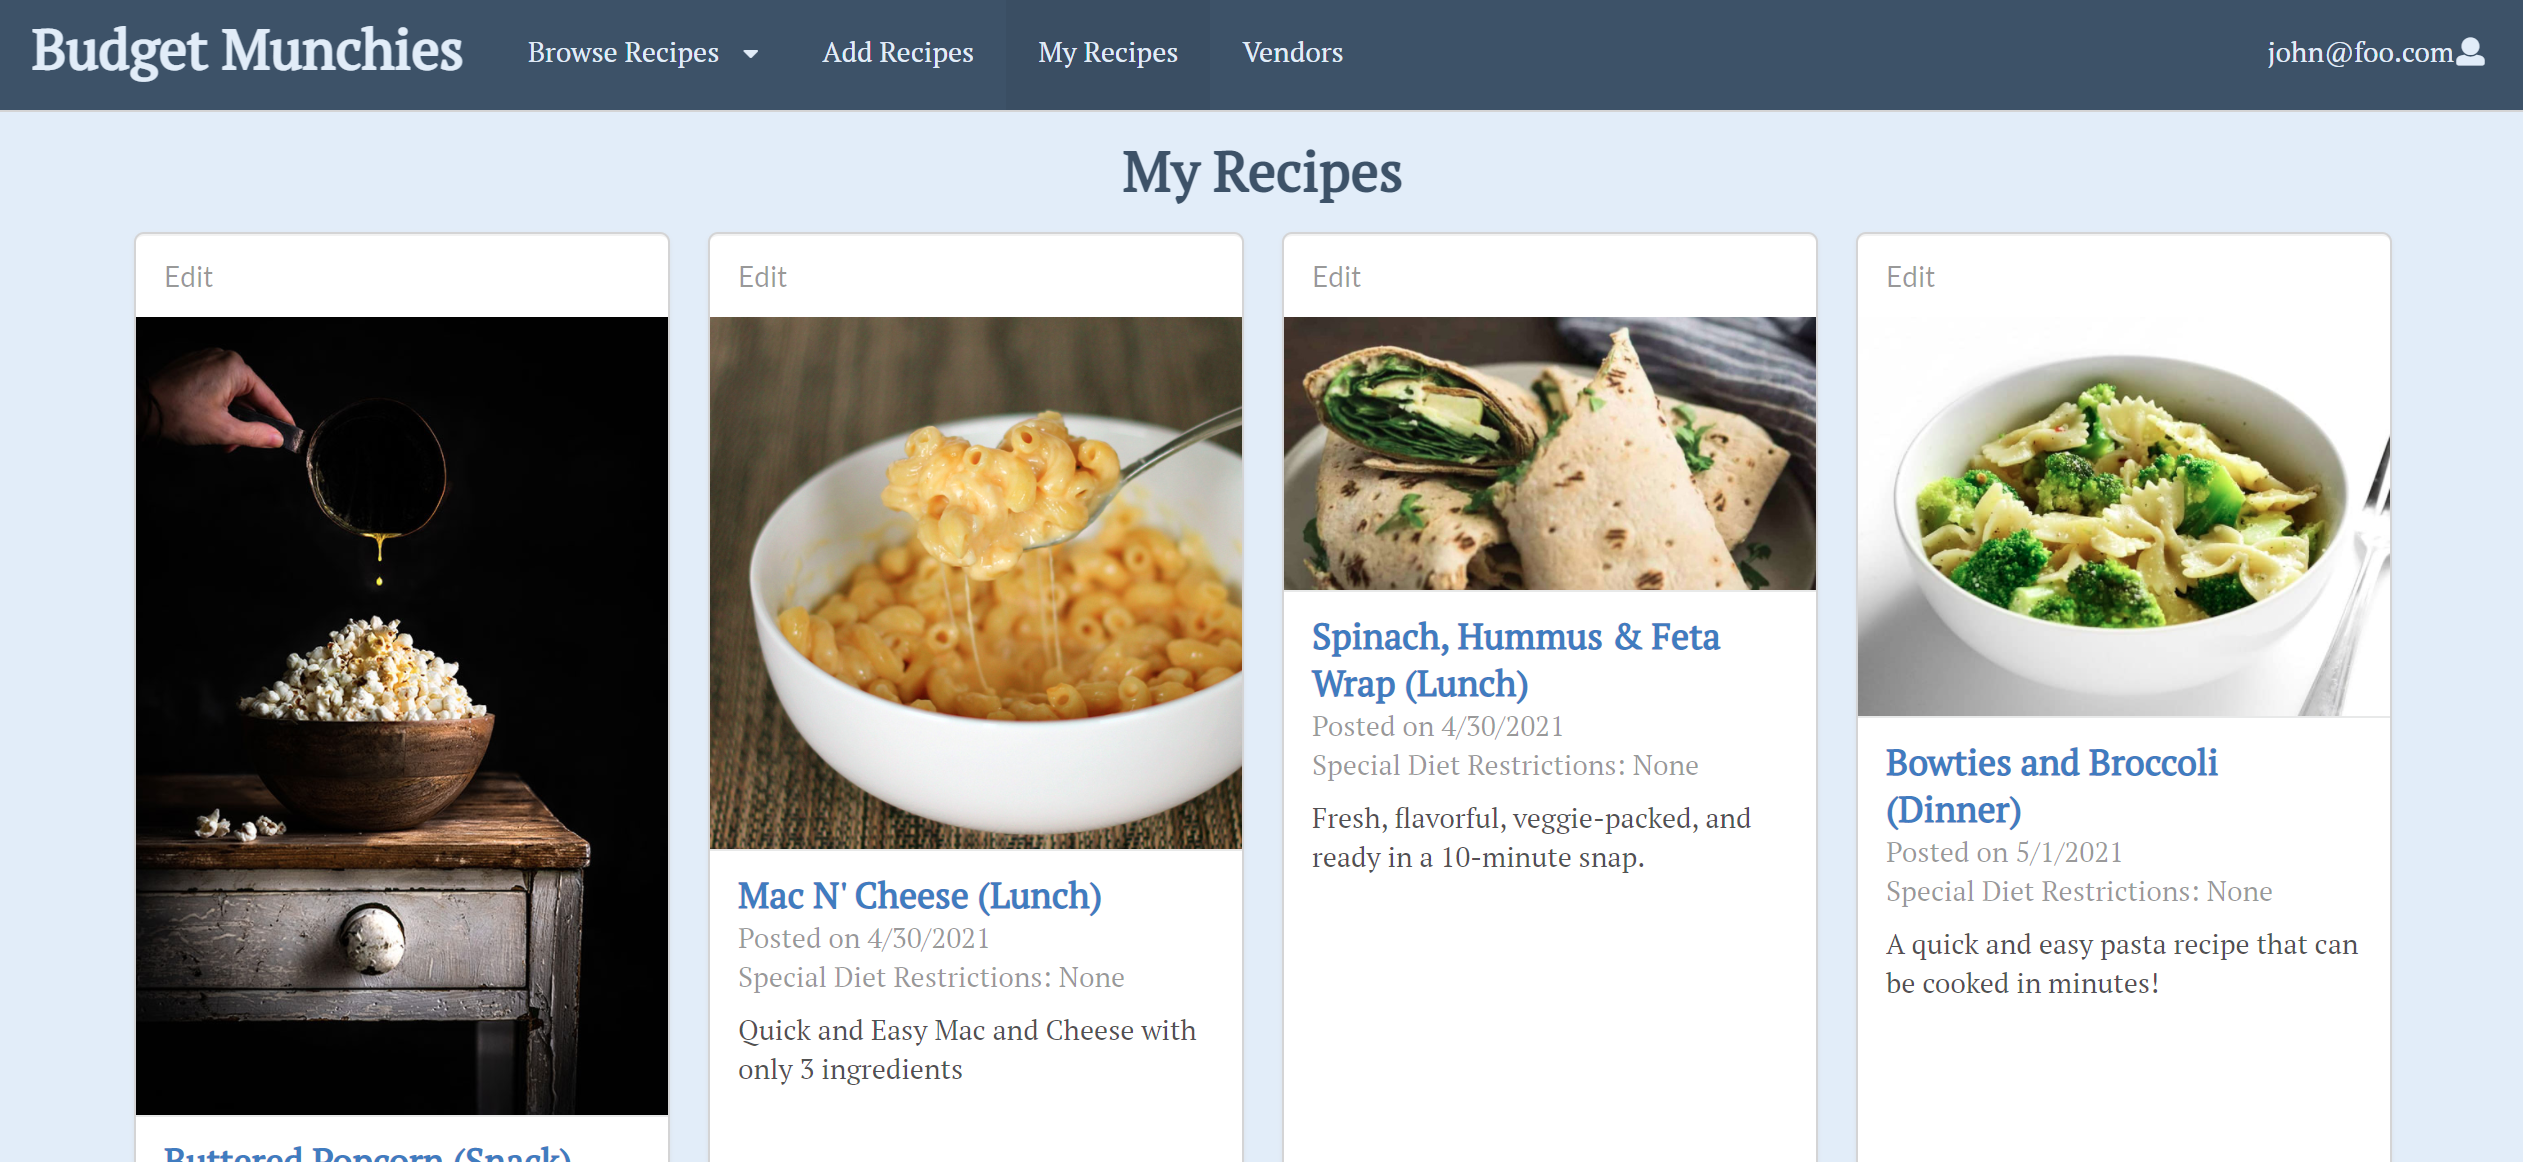 Budget Munchies
Browse Recipes
Add Recipes
My Recipes
Vendors
john@foo.com
My Recipes
Edit
Buttered Popcorn (Snack)
Edit
Mac N' Cheese (Lunch)
Posted on 4/30/2021
Special Diet Restrictions: None
Quick and Easy Mac and Cheese with
only 3 ingredients
Edit
Spinach, Hummus & Feta
Wrap (Lunch)
Posted on 4/30/2021
Special Diet Restrictions: None
Fresh, flavorful, veggie-packed, and
ready in a 10-minute snap.
Edit
Bowties and Broccoli
(Dinner)
Posted on 5/1/2021
Special Diet Restrictions: None
A quick and easy pasta recipe that can
be cooked in minutes!